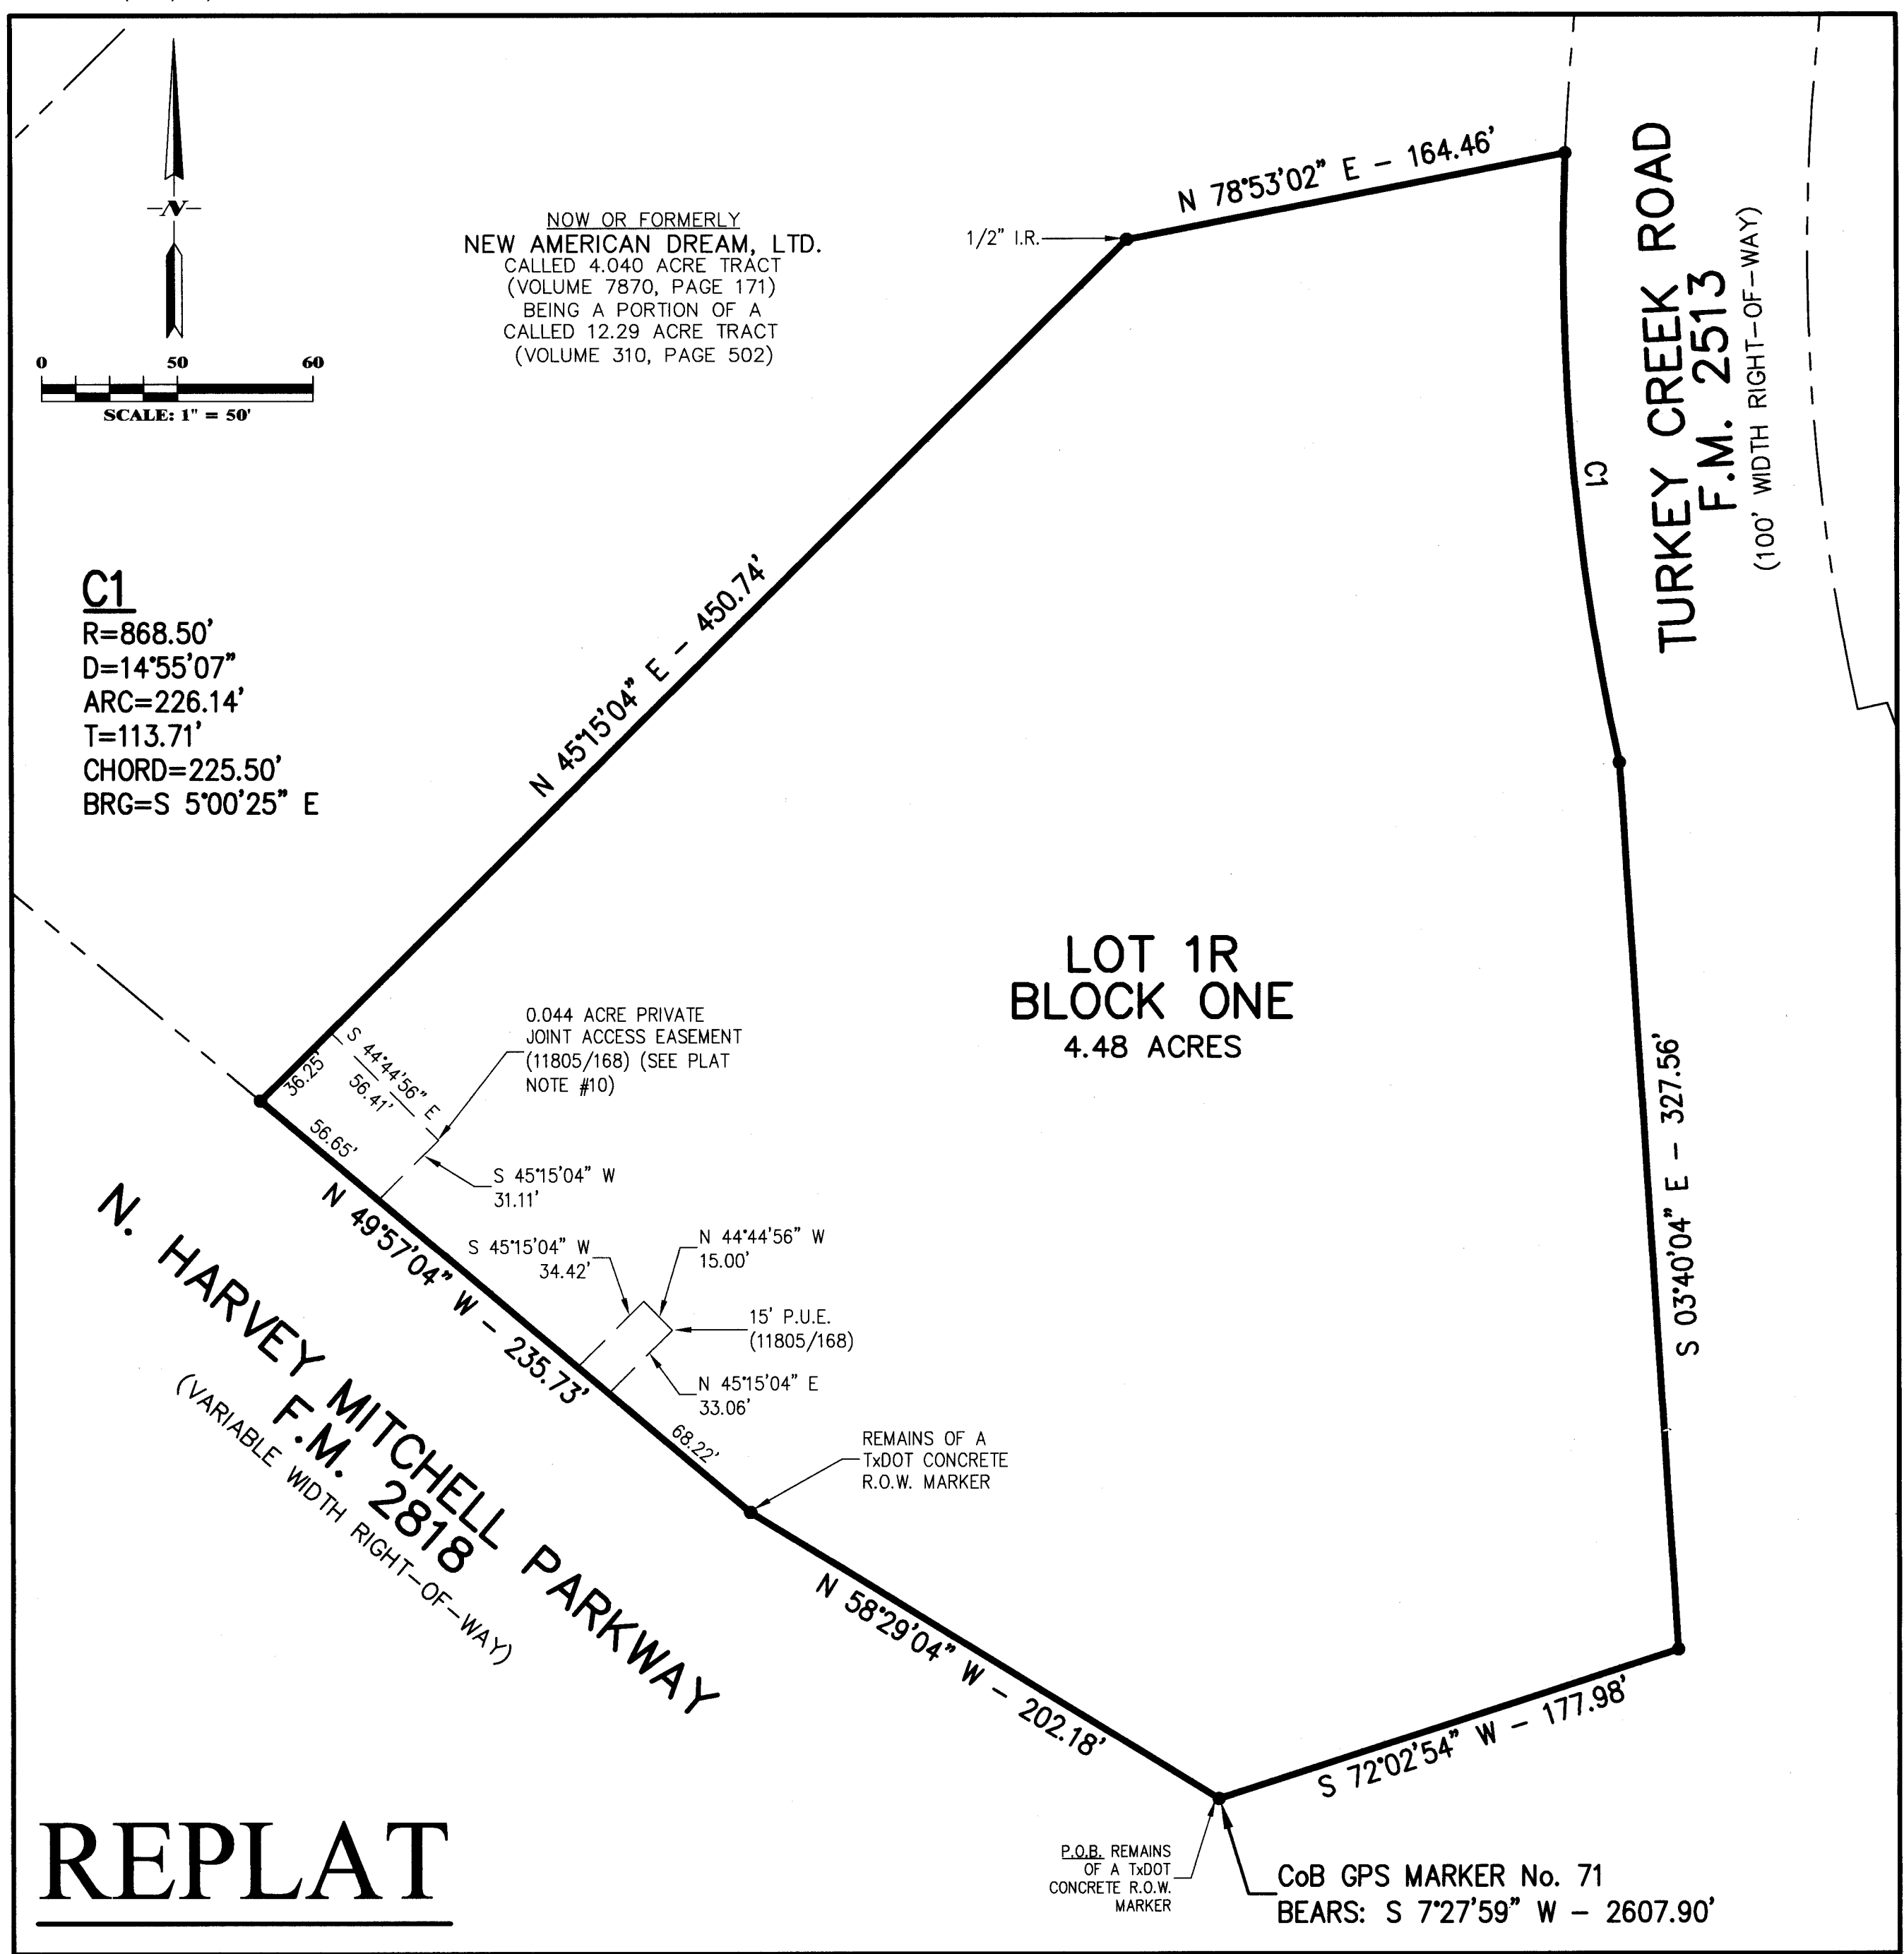 N
0 50 60
SCALE: 1" = 50'
NOW OR FORMERLY
NEW AMERICAN DREAM, LTD.
CALLED 4.040 ACRE TRACT
(VOLUME 7870, PAGE 171)
BEING A PORTION OF A
CALLED 12.29 ACRE TRACT
(VOLUME 310, PAGE 502)
1/2" I.R.
N 78°53'02" E - 164.46'
TURKEY CREEK ROAD
F.M. 2513
(100' WIDTH RIGHT-OF-WAY)
C1
C1
R=868.50'
D=14°55'07"
ARC=226.14'
T=113.71'
CHORD=225.50'
BRG=S 5°00'25" E
N 45°15'04" E - 450.74'
LOT 1R
BLOCK ONE
4.48 ACRES
0.044 ACRE PRIVATE
JOINT ACCESS EASEMENT
(11805/168) (SEE PLAT
NOTE #10)
36.25'
S 44°44'56" E
56.41'
56.65'
S 45°15'04" W
31.11'
N 49°57'04" W - 235.73'
S 45°15'04" W
34.42'
N 44°44'56" W
15.00'
15' P.U.E.
(11805/168)
N 45°15'04" E
33.06'
68.22'
REMAINS OF A
TxDOT CONCRETE
R.O.W. MARKER
S 03°40'04" E - 327.56'
N. HARVEY MITCHELL PARKWAY
F.M. 2818
(VARIABLE WIDTH RIGHT-OF-WAY)
N 58°29'04" W - 202.18'
S 72°02'54" W - 177.98'
P.O.B. REMAINS
OF A TxDOT
CONCRETE R.O.W.
MARKER
CoB GPS MARKER No. 71
BEARS: S 7°27'59" W - 2607.90'
REPLAT